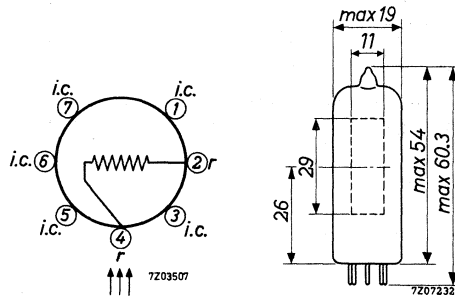 i.c.
i.c.
7
1
i.c.
6
2
r
i.c.
5
4
3
i.c.
r
7Z03507
max 19
11
29
26
max 54
max 60.3
7Z07232